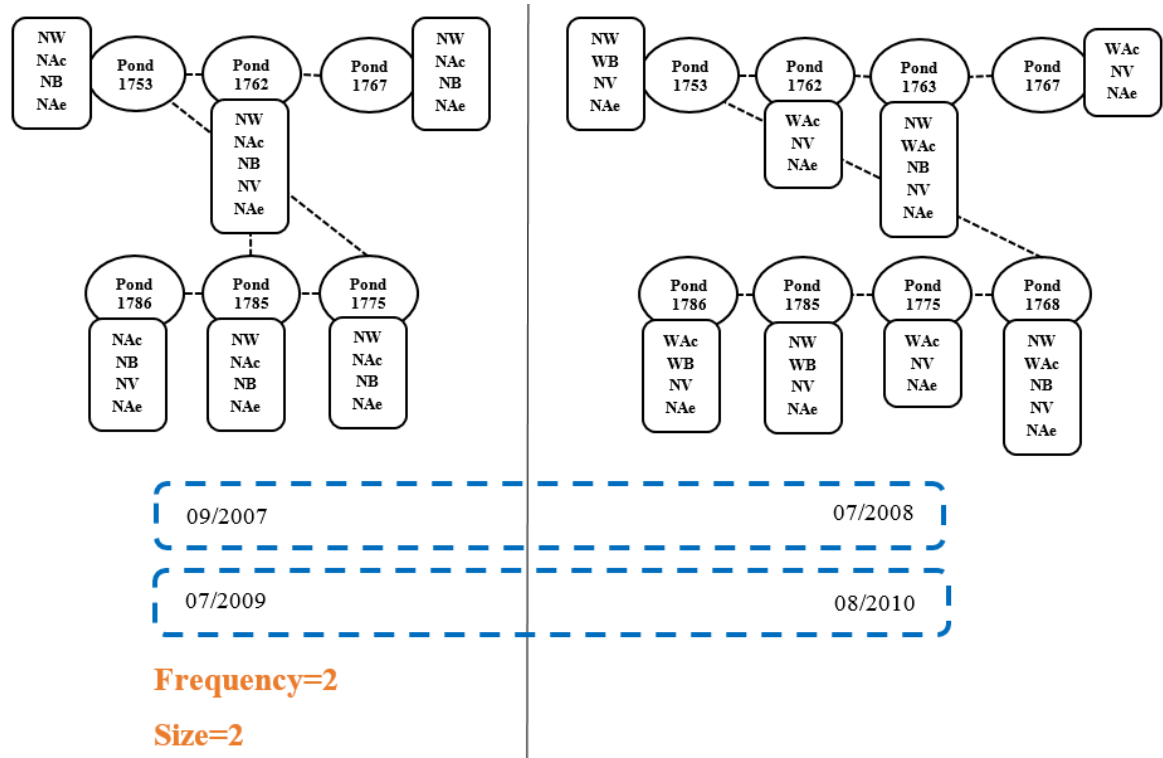 NW
NAc
NB
NAe
Pond
1753
Pond
1762
Pond
1767
NW
NAc
NB
NAe
NW
NAc
NB
NV
NAe
Pond
1786
Pond
1785
Pond
1775
NAc
NB
NV
NAe
NW
NAc
NB
NAe
NW
NAc
NB
NAe
NW
WB
NV
NAe
Pond
1753
Pond
1762
Pond
1763
Pond
1767
WAc
NV
NAe
WAc
NV
NAe
NW
WAc
NB
NV
NAe
Pond
1786
Pond
1785
Pond
1775
Pond
1768
WAc
WB
NV
NAe
NW
WB
NV
NAe
WAc
NV
NAe
NW
WAc
NB
NV
NAe
09/2007 07/2008
07/2009 08/2010
Frequency=2
Size=2